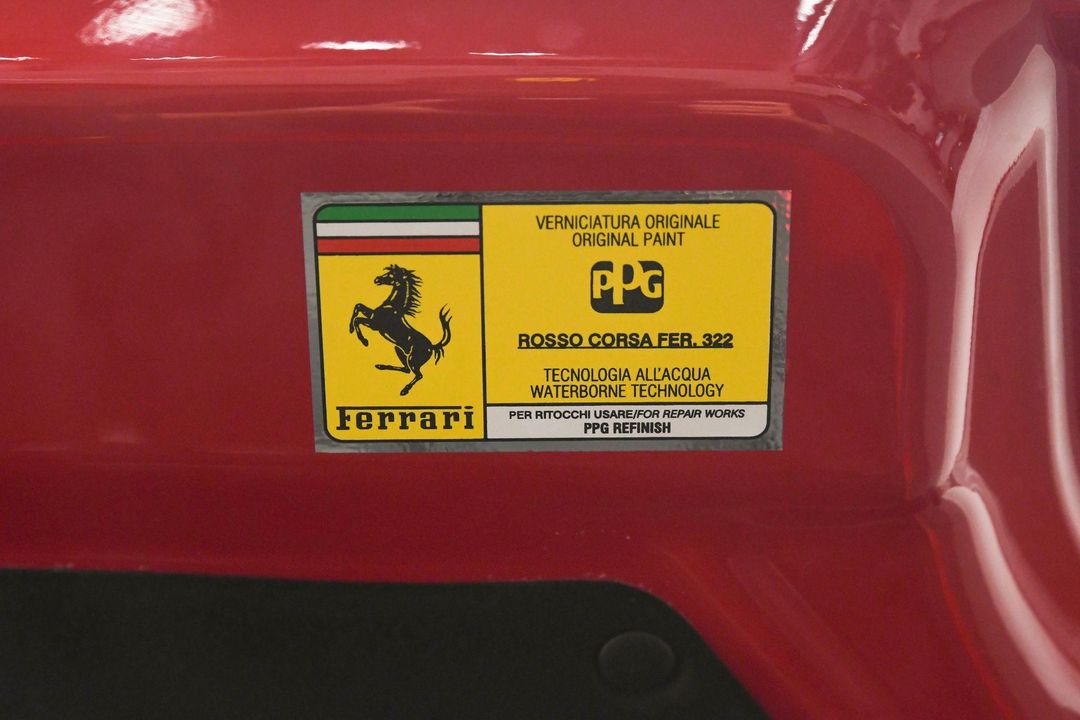 VERNICIATURA ORIGINALE
ORIGINAL PAINT
PPG
ROSSO CORSA FER. 322
TECNOLOGIA ALL'ACQUA
WATERBORNE TECHNOLOGY
PER RITOCCHI USARE/FOR REPAIR WORKS
PPG REFINISH
Ferrari